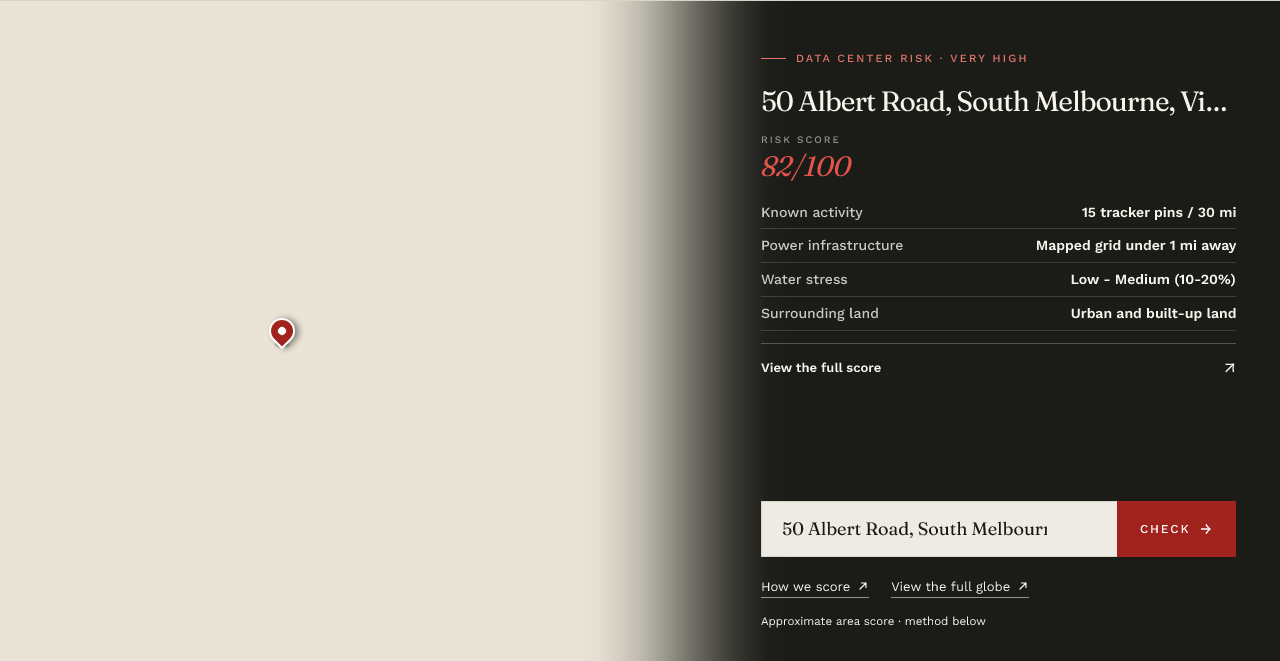 DATA CENTER RISK · VERY HIGH
50 Albert Road, South Melbourne, Vi...
RISK SCORE
82/100
Known activity 15 tracker pins / 30 mi
Power infrastructure Mapped grid under 1 mi away
Water stress Low - Medium (10-20%)
Surrounding land Urban and built-up land
View the full score
50 Albert Road, South Melbourn
CHECK →
How we score ↗ View the full globe ↗
Approximate area score · method below